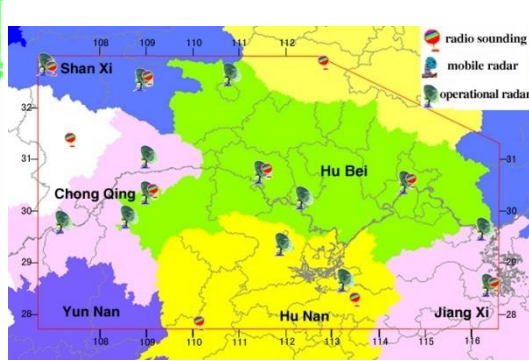 radio sounding
mobile radar
operational radar
108 109 110 111 112
Shan Xi
32
31 31
Hu Bei
Chong Qing
30 30
29 29
28 28
Yun Nan Hu Nan Jiang Xi
108 109 110 111 112 113 114 115 116